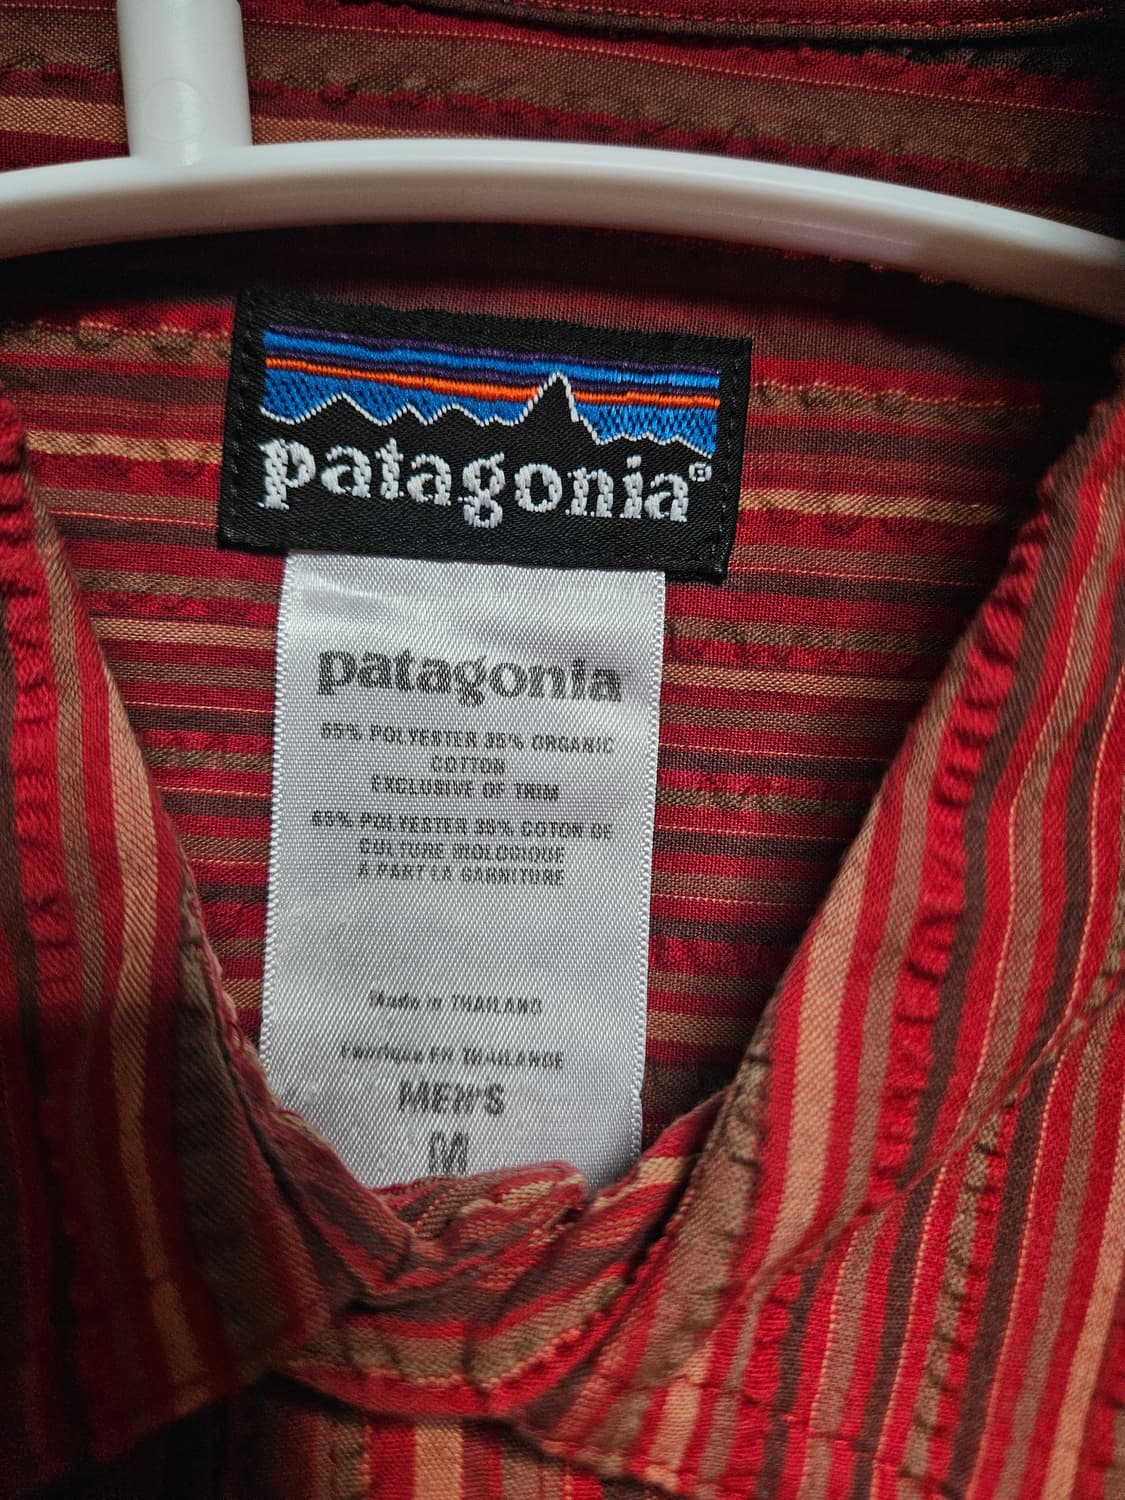 patagonia®
patagonia
65% POLYESTER 35% ORGANIC
COTTON
EXCLUSIVE OF TRIM
65% POLYESTER 35% COTON DE
CULTURE BIOLOGIQUE
À PART LA GARNITURE
Made in THAILAND
Fabriqué EN THAILANDE
MEN'S
M